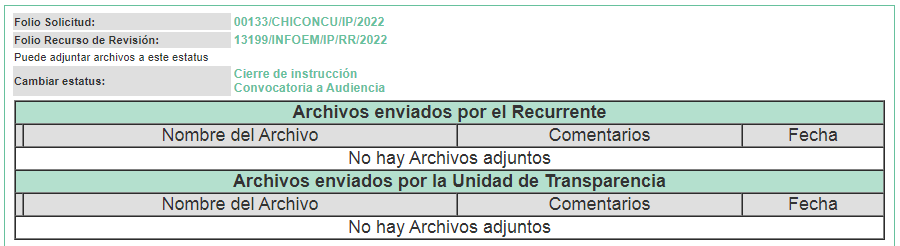 Folio Solicitud: 00133/CHICONCU/IP/2022
Folio Recurso de Revisión: 13199/INFOEM/IP/RR/2022
Puede adjuntar archivos a este estatus
Cambiar estatus: Cierre de instrucción
Convocatoria a Audiencia
Archivos enviados por el Recurrente
Nombre del Archivo Comentarios Fecha
No hay Archivos adjuntos
Archivos enviados por la Unidad de Transparencia
Nombre del Archivo Comentarios Fecha
No hay Archivos adjuntos